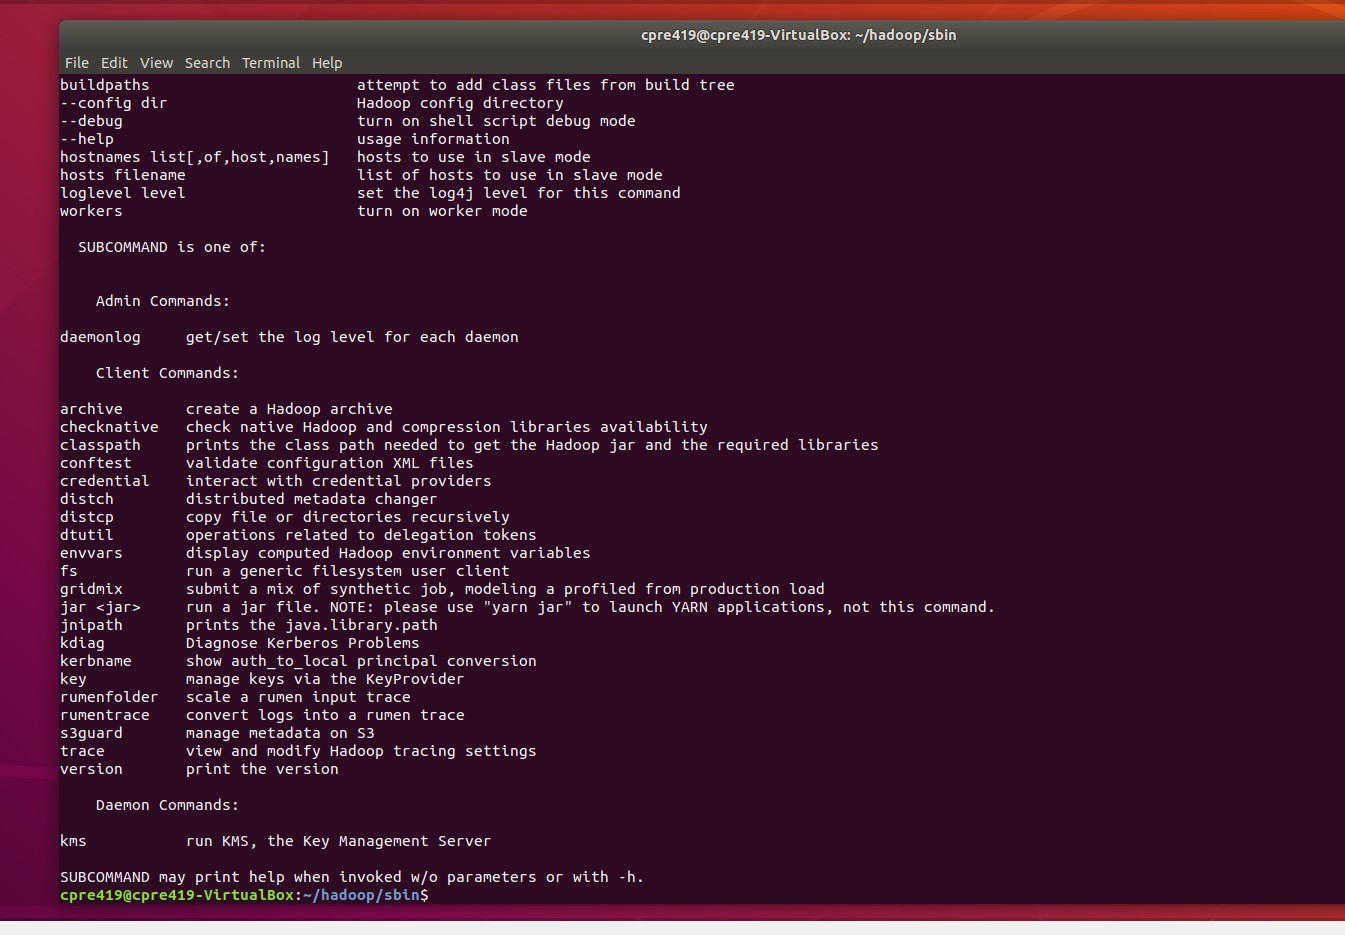 cpre419@cpre419-VirtualBox: ~/hadoop/sbin
File Edit View Search Terminal Help
buildpaths attempt to add class files from build tree
--config dir Hadoop config directory
--debug turn on shell script debug mode
--help usage information
hostnames list[,of,host,names] hosts to use in slave mode
hosts filename list of hosts to use in slave mode
loglevel level set the log4j level for this command
workers turn on worker mode
SUBCOMMAND is one of:
Admin Commands:
daemonlog get/set the log level for each daemon
Client Commands:
archive create a Hadoop archive
checknative check native Hadoop and compression libraries availability
classpath prints the class path needed to get the Hadoop jar and the required libraries
conftest validate configuration XML files
credential interact with credential providers
distch distributed metadata changer
distcp copy file or directories recursively
dtutil operations related to delegation tokens
envvars display computed Hadoop environment variables
fs run a generic filesystem user client
gridmix submit a mix of synthetic job, modeling a profiled from production load
jar <jar> run a jar file. NOTE: please use "yarn jar" to launch YARN applications, not this command.
jnipath prints the java.library.path
kdiag Diagnose Kerberos Problems
kerbname show auth_to_local principal conversion
key manage keys via the KeyProvider
rumenfolder scale a rumen input trace
rumentrace convert logs into a rumen trace
s3guard manage metadata on S3
trace view and modify Hadoop tracing settings
version print the version
Daemon Commands:
kms run KMS, the Key Management Server
SUBCOMMAND may print help when invoked w/o parameters or with -h.
cpre419@cpre419-VirtualBox:~/hadoop/sbin$